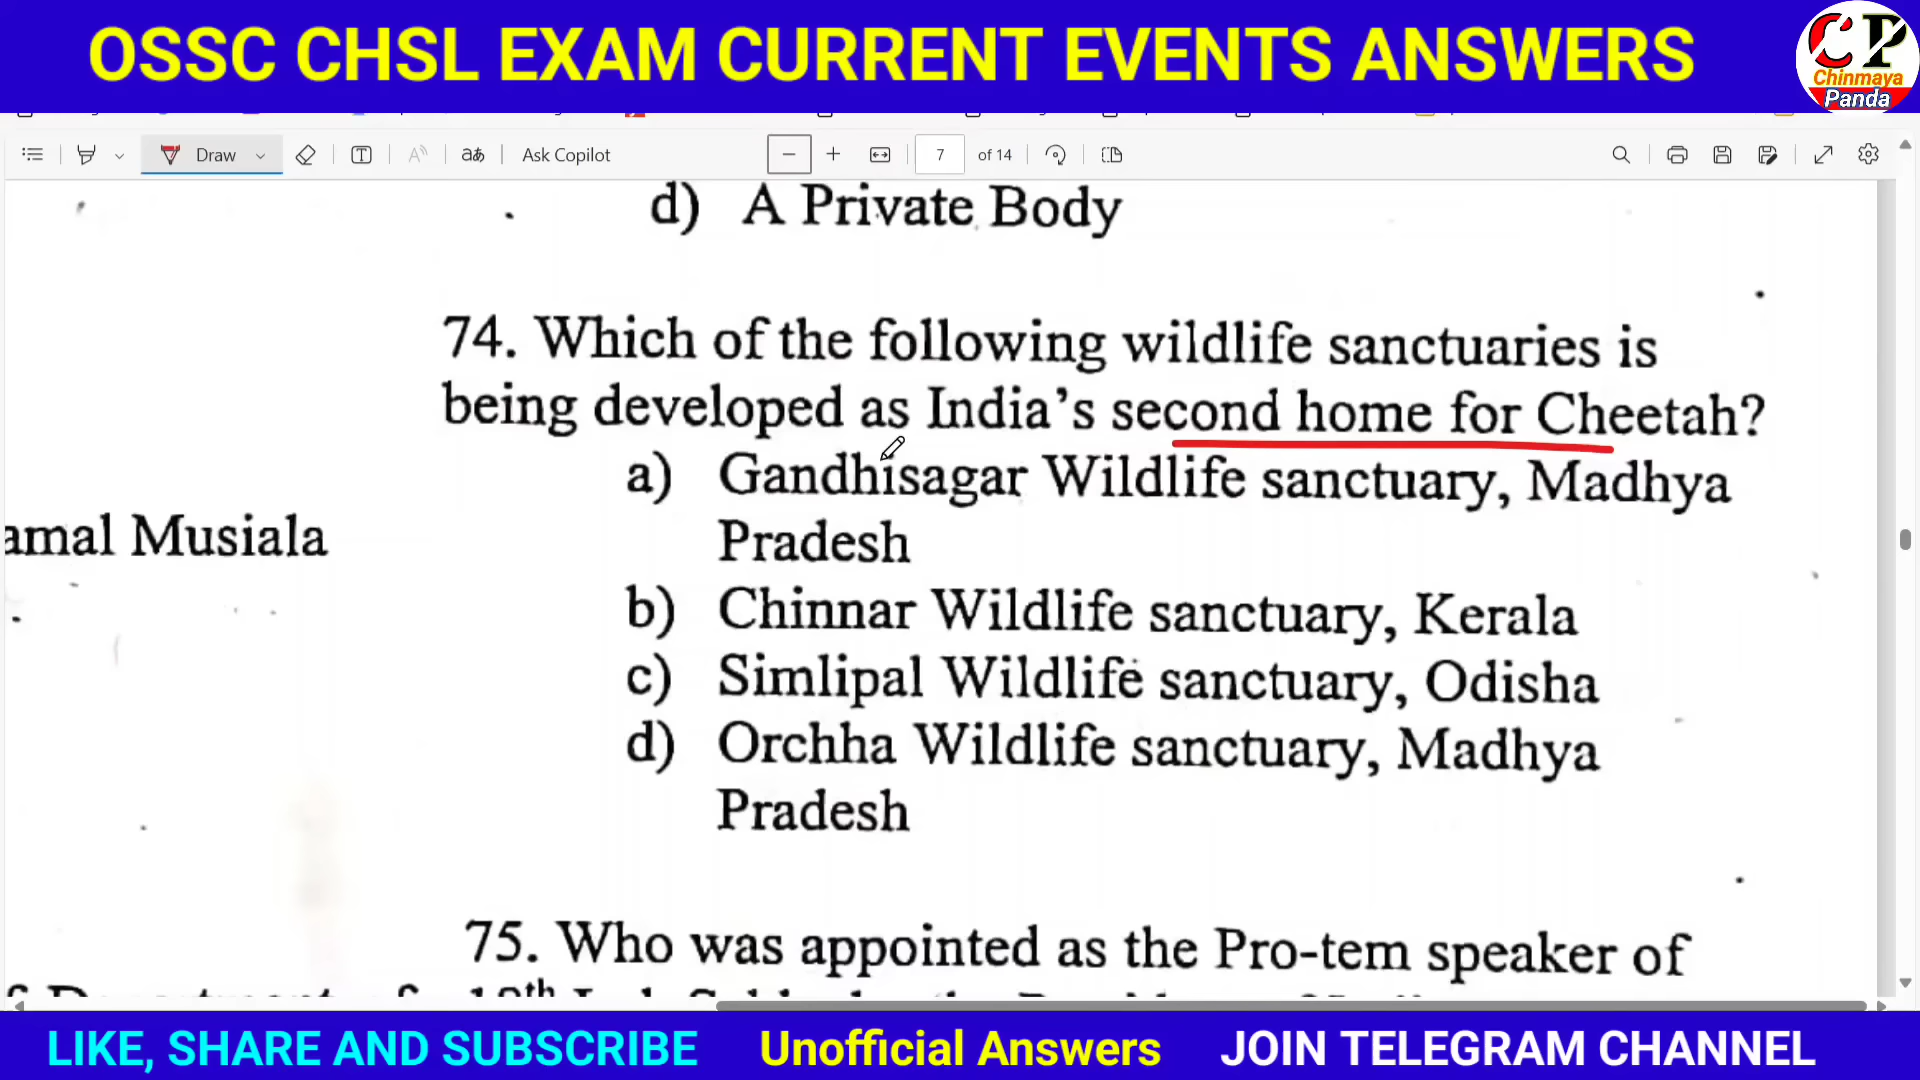 OSSC CHSL EXAM CURRENT EVENTS ANSWERS
CP
Chinmaya
Panda
Draw
aあ
Ask Copilot
7 of 14
d) A Private Body
74. Which of the following wildlife sanctuaries is
being developed as India's second home for Cheetah?
a) Gandhisagar Wildlife sanctuary, Madhya
Pradesh
amal Musiala
b) Chinnar Wildlife sanctuary, Kerala
c) Simlipal Wildlife sanctuary, Odisha
d) Orchha Wildlife sanctuary, Madhya
Pradesh
75. Who was appointed as the Pro-tem speaker of
LIKE, SHARE AND SUBSCRIBE Unofficial Answers JOIN TELEGRAM CHANNEL